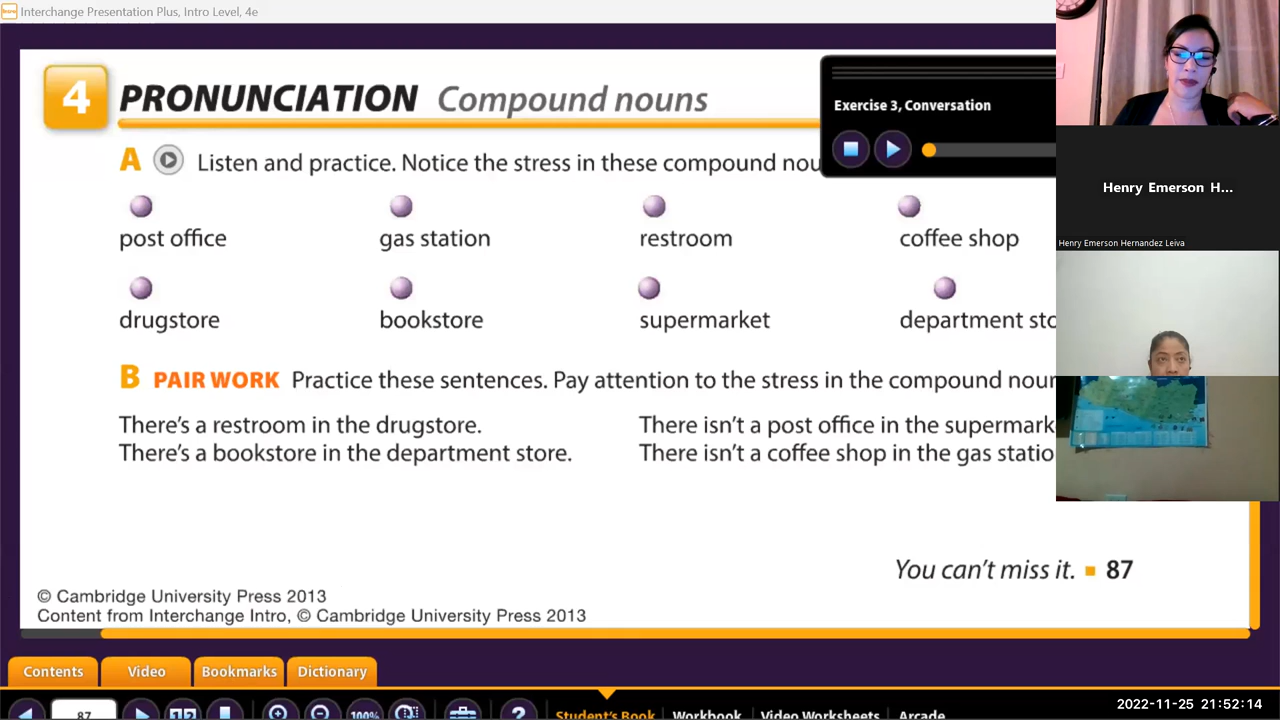 Interchange Presentation Plus, Intro Level, 4e
4 PRONUNCIATION Compound nouns
Exercise 3, Conversation
A Listen and practice. Notice the stress in these compound nou
post office gas station restroom coffee shop
drugstore bookstore supermarket department sto
B PAIR WORK Practice these sentences. Pay attention to the stress in the compound nour
There's a restroom in the drugstore. There isn't a post office in the supermark
There's a bookstore in the department store. There isn't a coffee shop in the gas statio
You can't miss it. 87
© Cambridge University Press 2013
Content from Interchange Intro, © Cambridge University Press 2013
Henry Emerson H...
Henry Emerson Hernandez Leiva
Contents Video Bookmarks Dictionary
87 100% ? Student's Book Workbook Video Worksheets Arcade
2022-11-25 21:52:14